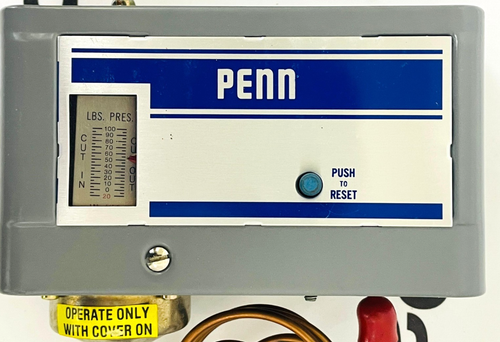 PENN
LBS. PRES.
CUT IN
100
90
80
70
60
50
40
30
20
10
0
20
CUT OUT
PUSH
TO
RESET
OPERATE ONLY
WITH COVER ON